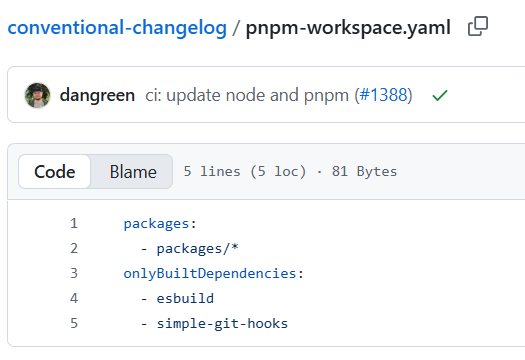 conventional-changelog / pnpm-workspace.yaml
dangreen ci: update node and pnpm (#1388)
Code Blame 5 lines (5 loc) · 81 Bytes
1 packages:
2 - packages/*
3 onlyBuiltDependencies:
4 - esbuild
5 - simple-git-hooks